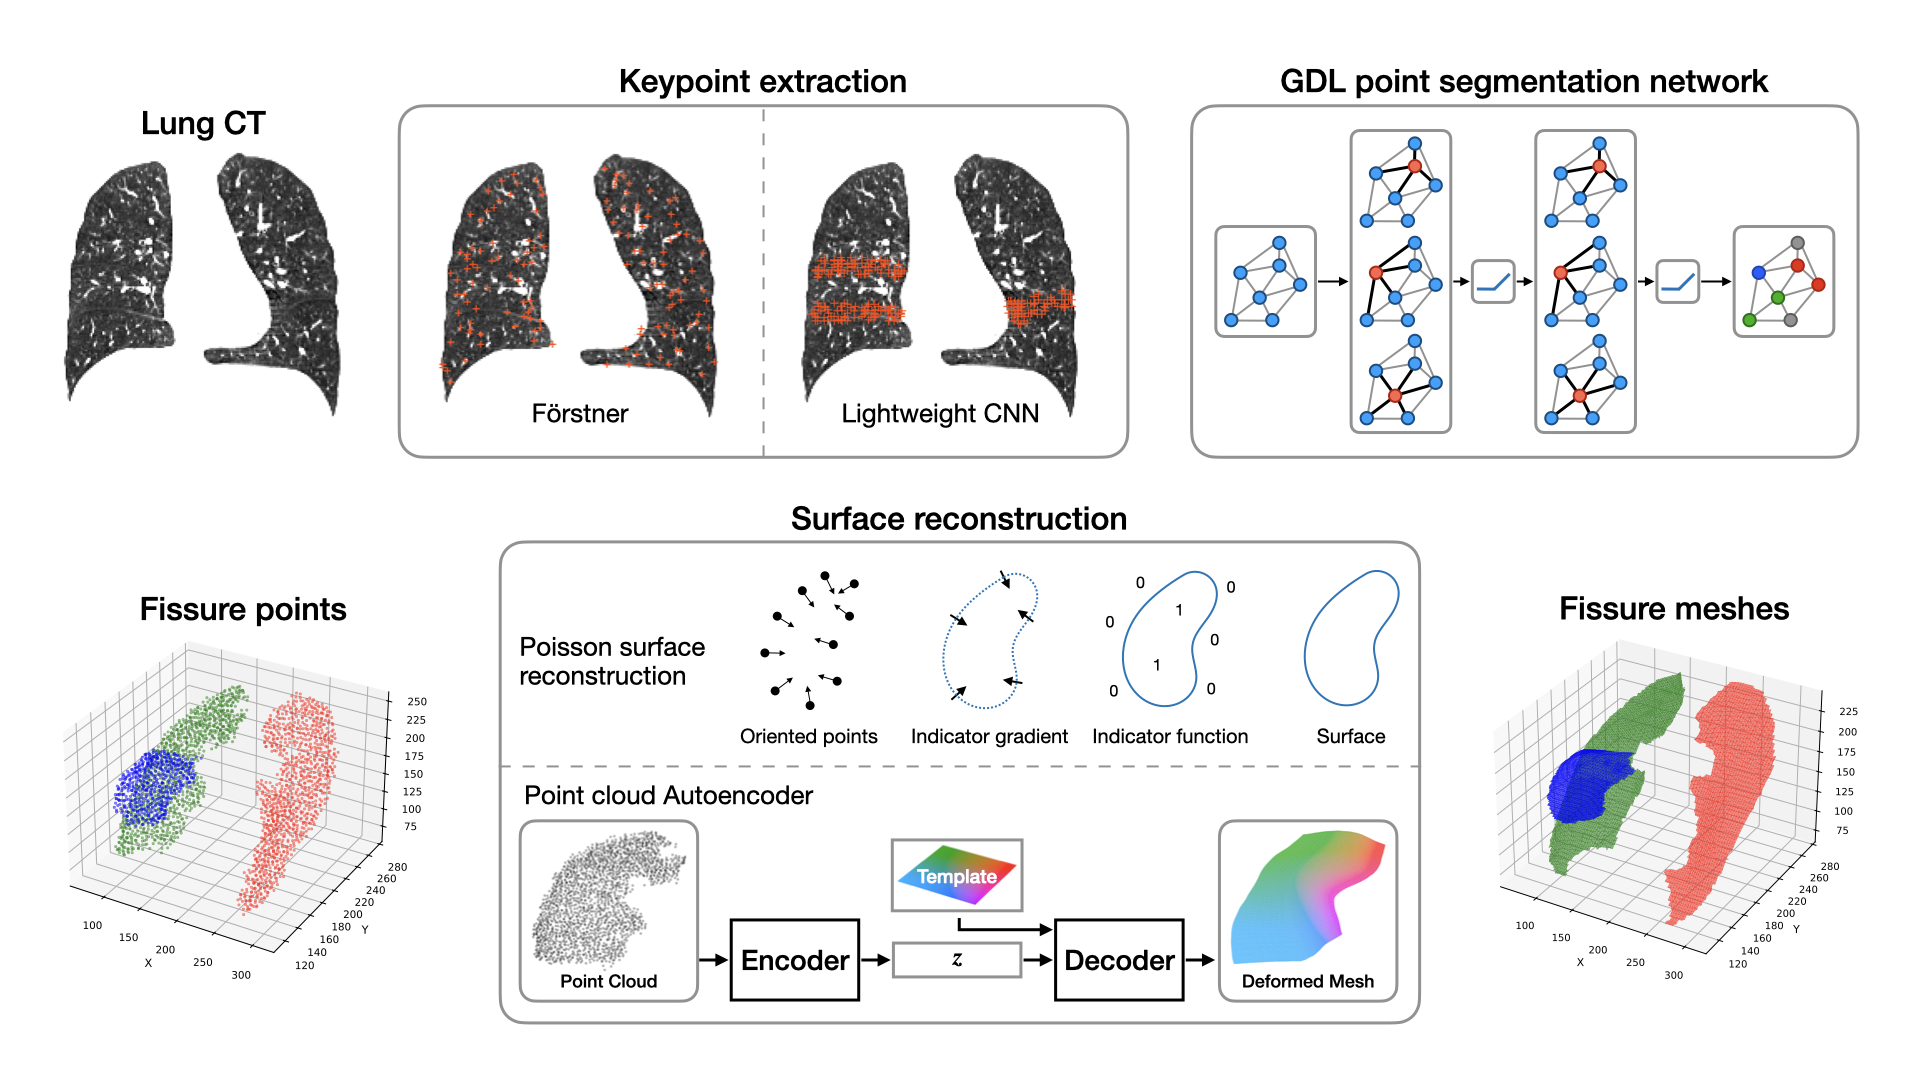 Keypoint extraction
GDL point segmentation network
Lung CT
Förstner
Lightweight CNN
Surface reconstruction
Fissure points
250
225
200
175
150
125
100
75
280
260
240
220
200
180
160
140
120
Y
100
150
200
250
300
X
Poisson surface
reconstruction
Oriented points
Indicator gradient
0
0
1
0
0
1
0
0
Indicator function
Surface
Point cloud Autoencoder
Point Cloud
Encoder
Template
z
Decoder
Deformed Mesh
Fissure meshes
225
200
175
150
125
100
75
280
260
240
220
200
180
160
140
120
Y
100
150
200
250
300
X